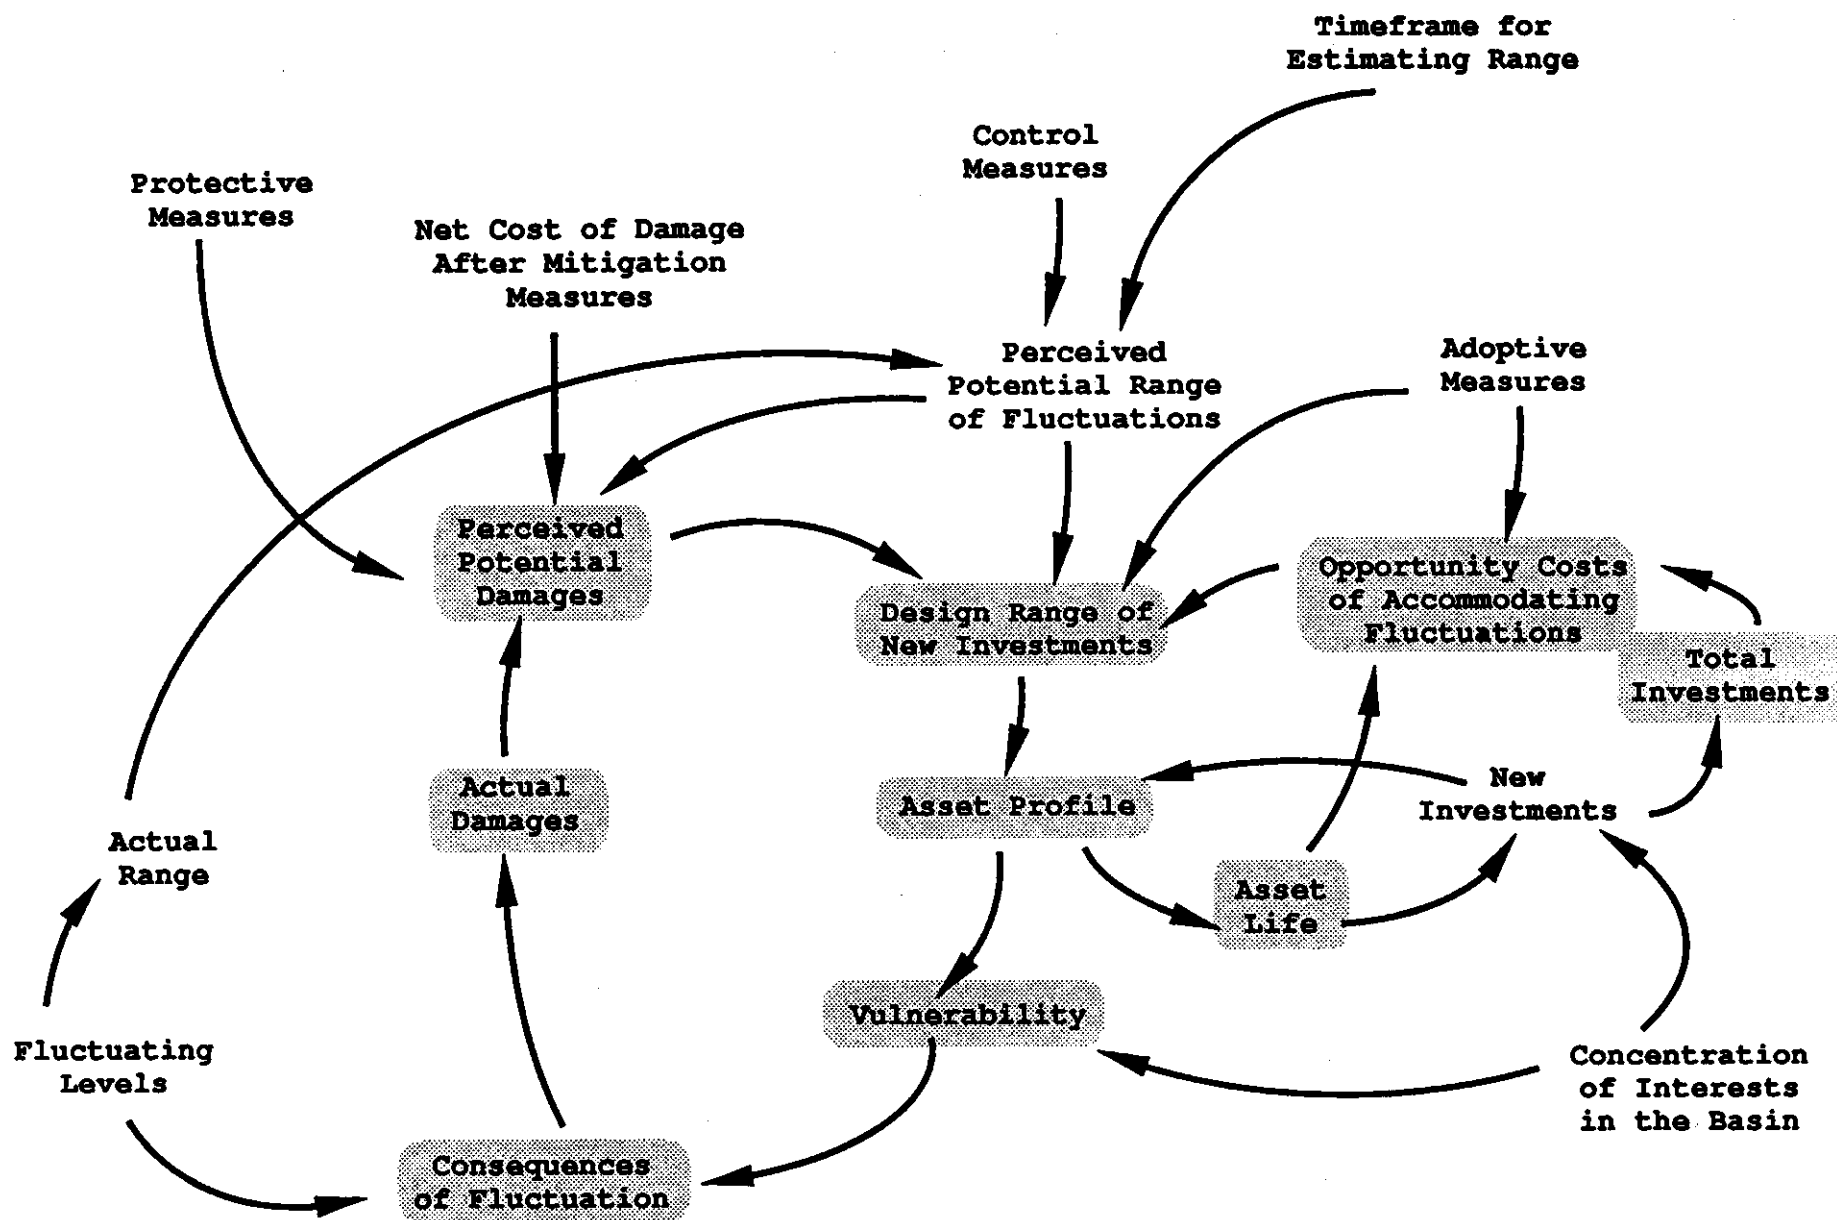 Timeframe for
Estimating Range
Control
Measures
Protective
Measures
Net Cost of Damage
After Mitigation
Measures
Perceived
Potential Range
of Fluctuations
Adoptive
Measures
Perceived
Potential
Damages
Design Range of
New Investments
Opportunity Costs
of Accommodating
Fluctuations
Total
Investments
Actual
Damages
Asset Profile
New
Investments
Actual
Range
Asset
Life
Vulnerability
Fluctuating
Levels
Concentration
of Interests
in the Basin
Consequences
of Fluctuation